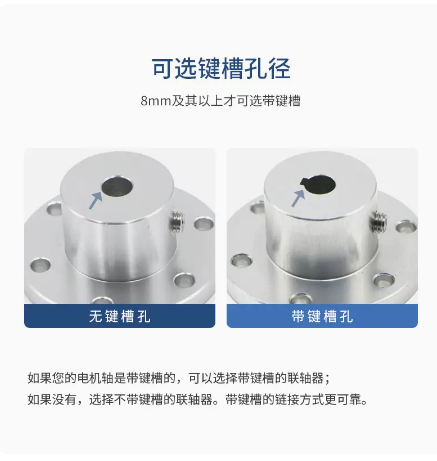 可选键槽孔径
8mm及其以上才可选带键槽
无键槽孔
带键槽孔
如果您的电机轴是带键槽的，可以选择带键槽的联轴器；
如果没有，选择不带键槽的联轴器。带键槽的链接方式更可靠。